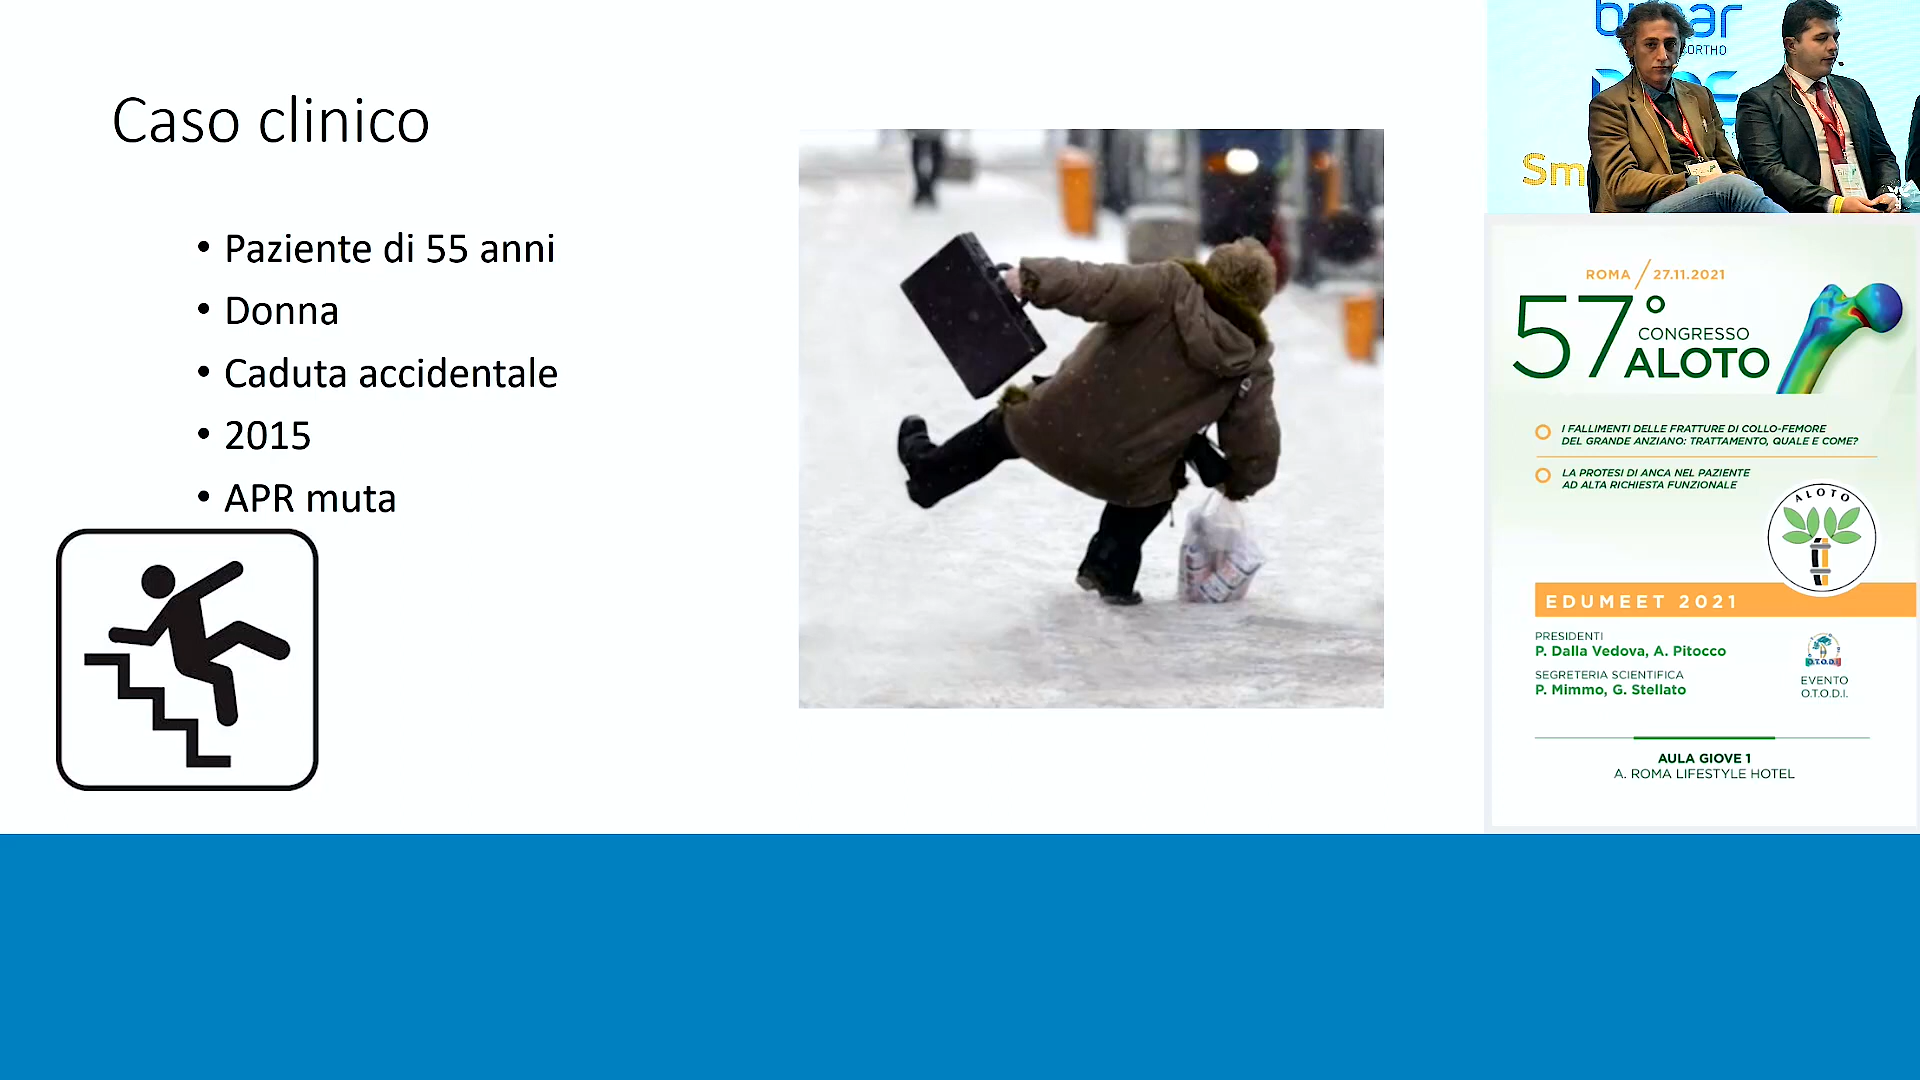 Caso clinico
• Paziente di 55 anni
• Donna
• Caduta accidentale
• 2015
• APR muta
ORTHO
Sm
ROMA / 27.11.2021
57°
CONGRESSO
ALOTO
I FALLIMENTI DELLE FRATTURE DI COLLO-FEMORE
DEL GRANDE ANZIANO: TRATTAMENTO, QUALE E COME?
LA PROTESI DI ANCA NEL PAZIENTE
AD ALTA RICHIESTA FUNZIONALE
ALOTO
EDUMEET 2021
PRESIDENTI
P. Dalla Vedova, A. Pitocco
SEGRETERIA SCIENTIFICA
P. Mimmo, G. Stellato
O.T.O.D.I.
EVENTO
O.T.O.D.I.
AULA GIOVE 1
A. ROMA LIFESTYLE HOTEL